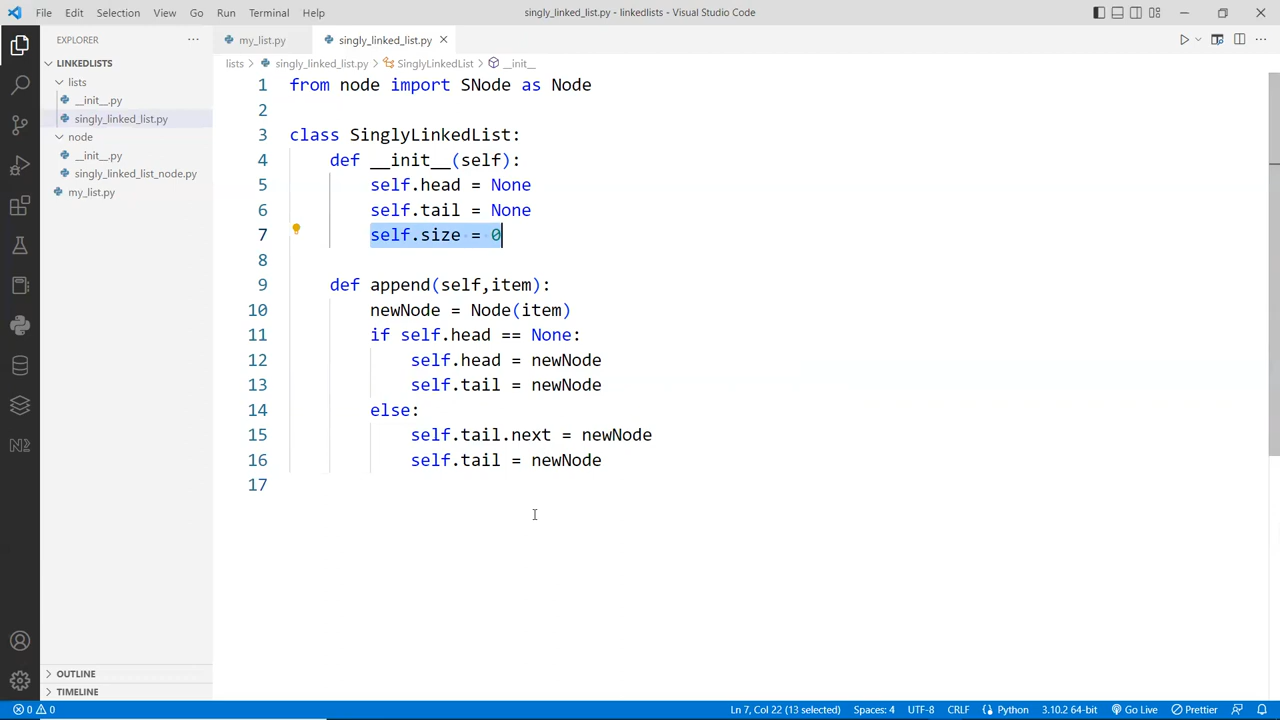 File Edit Selection View Go Run Terminal Help
singly_linked_list.py - linkedlists - Visual Studio Code
EXPLORER
LINKEDLISTS
lists
__init__.py
singly_linked_list.py
node
__init__.py
singly_linked_list_node.py
my_list.py
OUTLINE
TIMELINE
my_list.py singly_linked_list.py
lists > singly_linked_list.py > SinglyLinkedList > __init__
1 from node import SNode as Node
2
3 class SinglyLinkedList:
4 def __init__(self):
5 self.head = None
6 self.tail = None
7 self.size = 0
8
9 def append(self,item):
10 newNode = Node(item)
11 if self.head == None:
12 self.head = newNode
13 self.tail = newNode
14 else:
15 self.tail.next = newNode
16 self.tail = newNode
17
N2
0 0 Ln 7, Col 22 (13 selected) Spaces: 4 UTF-8 CRLF Python 3.10.2 64-bit Go Live Prettier